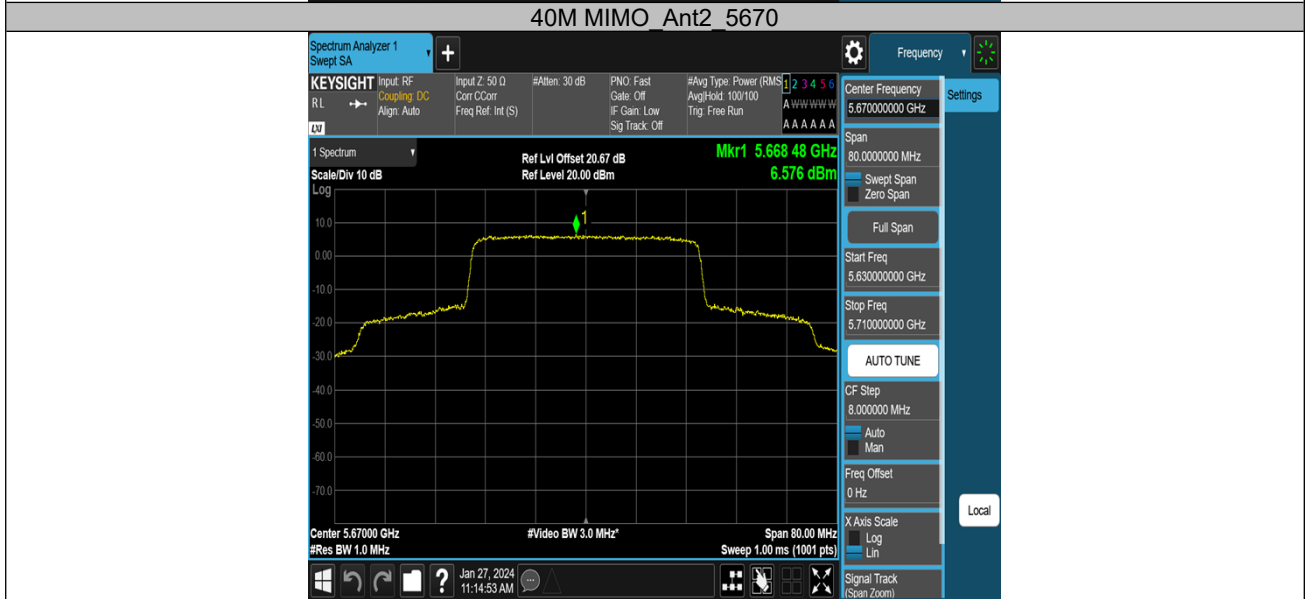 40M MIMO_Ant2_5670
Spectrum Analyzer 1
Swept SA
Frequency
KEYSIGHT
RL
LXI
Input: RF
Coupling: DC
Align: Auto
Input Z: 50 Ω
Corr CCorr
Freq Ref: Int (S)
#Atten: 30 dB
PNO: Fast
Gate: Off
IF Gain: Low
Sig Track: Off
#Avg Type: Power (RMS
Avg|Hold: 100/100
Trig: Free Run
1 2 3 4 5 6
A W W W W W
A A A A A A
1 Spectrum
Scale/Div 10 dB
Log
Ref Lvl Offset 20.67 dB
Ref Level 20.00 dBm
Mkr1 5.668 48 GHz
6.576 dBm
1
10.0
0.00
-10.0
-20.0
-30.0
-40.0
-50.0
-60.0
-70.0
Center 5.67000 GHz
#Res BW 1.0 MHz
#Video BW 3.0 MHz*
Span 80.00 MHz
Sweep 1.00 ms (1001 pts)
Center Frequency
5.670000000 GHz
Settings
Span
80.0000000 MHz
Swept Span
Zero Span
Full Span
Start Freq
5.630000000 GHz
Stop Freq
5.710000000 GHz
AUTO TUNE
CF Step
8.000000 MHz
Auto
Man
Freq Offset
0 Hz
X Axis Scale
Log
Lin
Local
Signal Track
(Span Zoom)
?
Jan 27, 2024
11:14:53 AM